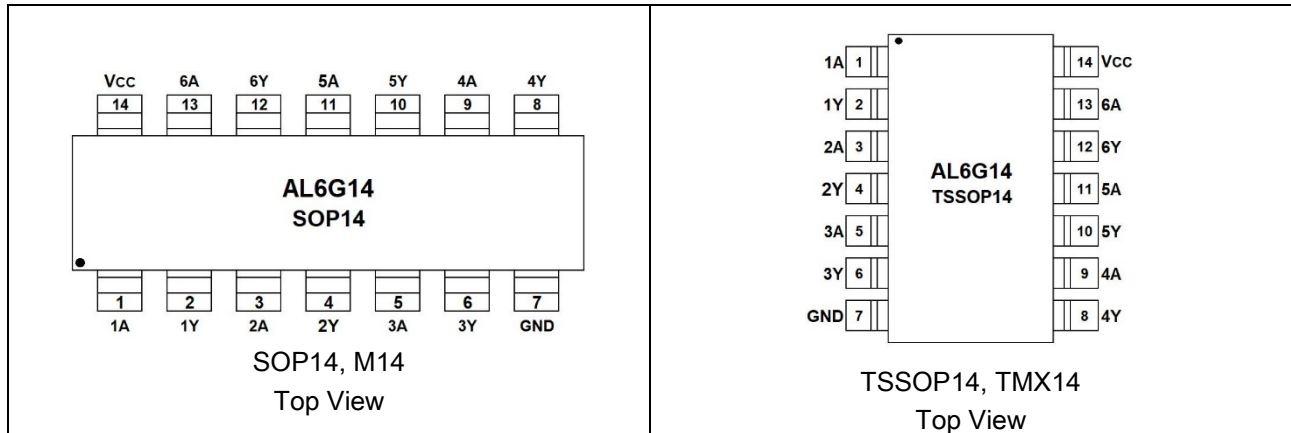 VCC 6A 6Y 5A 5Y 4A 4Y
14 13 12 11 10 9 8
AL6G14
SOP14
1 2 3 4 5 6 7
1A 1Y 2A 2Y 3A 3Y GND
SOP14, M14
Top View
1A 1 14 VCC
1Y 2 13 6A
2A 3 12 6Y
AL6G14
2Y 4 11 5A
TSSOP14
3A 5 10 5Y
3Y 6 9 4A
GND 7 8 4Y
TSSOP14, TMX14
Top View